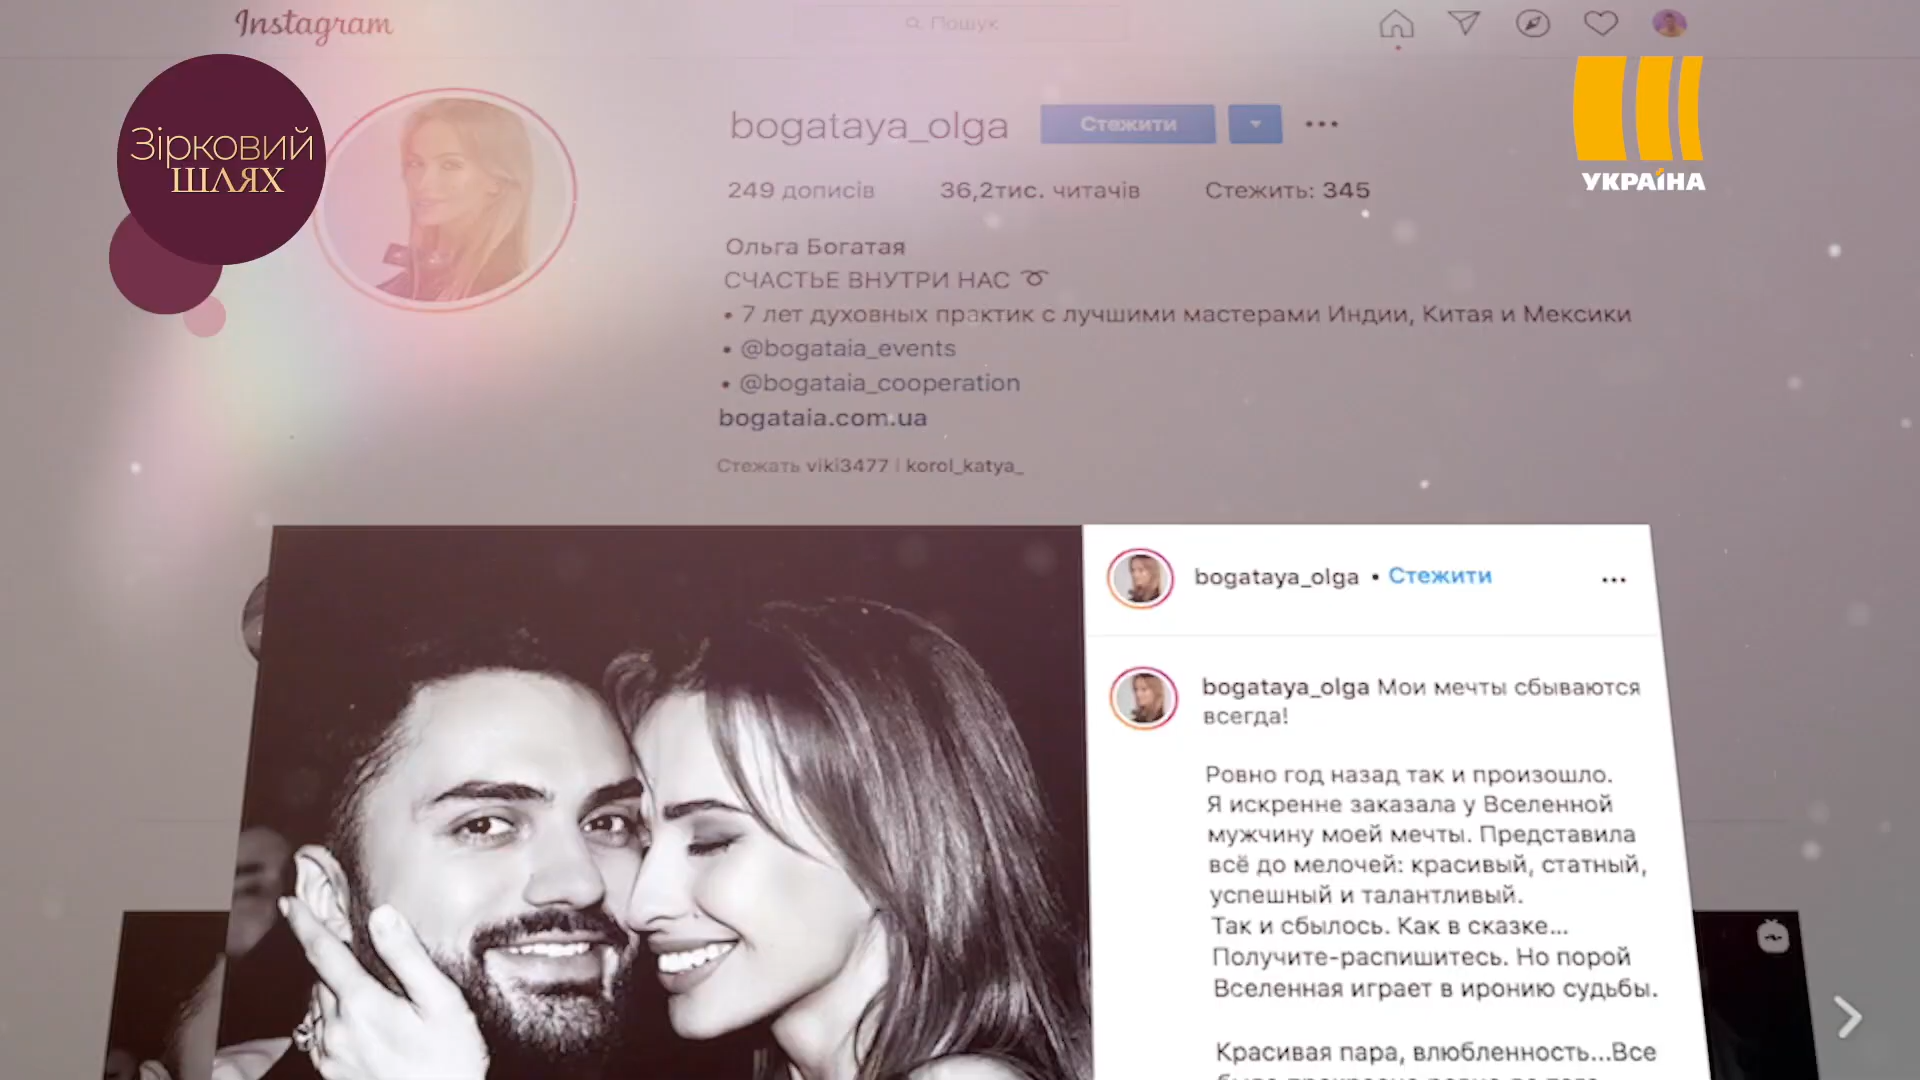 Instagram
Пошук
Зірковий
ШЛЯХ
bogataya_olga
Стежити
УКРАЇНА
249 дописів 36,2тис. читачів Стежить: 345
Ольга Богатая
СЧАСТЬЕ ВНУТРИ НАС ➰
• 7 лет духовных практик с лучшими мастерами Индии, Китая и Мексики
• @bogataia_events
• @bogataia_cooperation
bogataia.com.ua
Стежать viki3477 i korol_katya_
bogataya_olga • Стежити
bogataya_olga Мои мечты сбываются
всегда!
Ровно год назад так и произошло.
Я искренне заказала у Вселенной
мужчину моей мечты. Представила
всё до мелочей: красивый, статный,
успешный и талантливый.
Так и сбылось. Как в сказке...
Получите-распишитесь. Но порой
Вселенная играет в иронию судьбы.
Красивая пара, влюбленность...Все